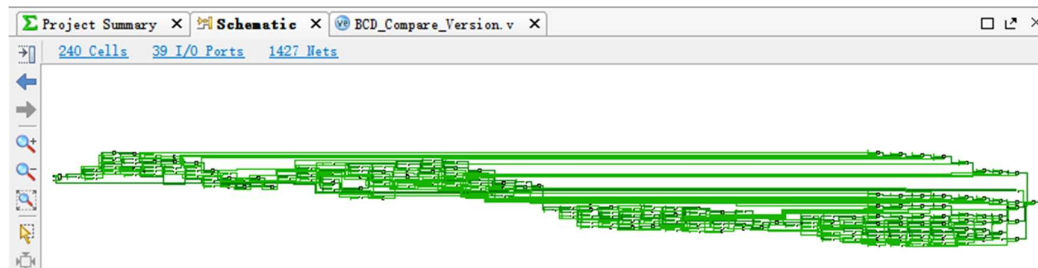 Project Summary Schematic BCD_Compare_Version.v
240 Cells 39 I/O Ports 1427 Nets